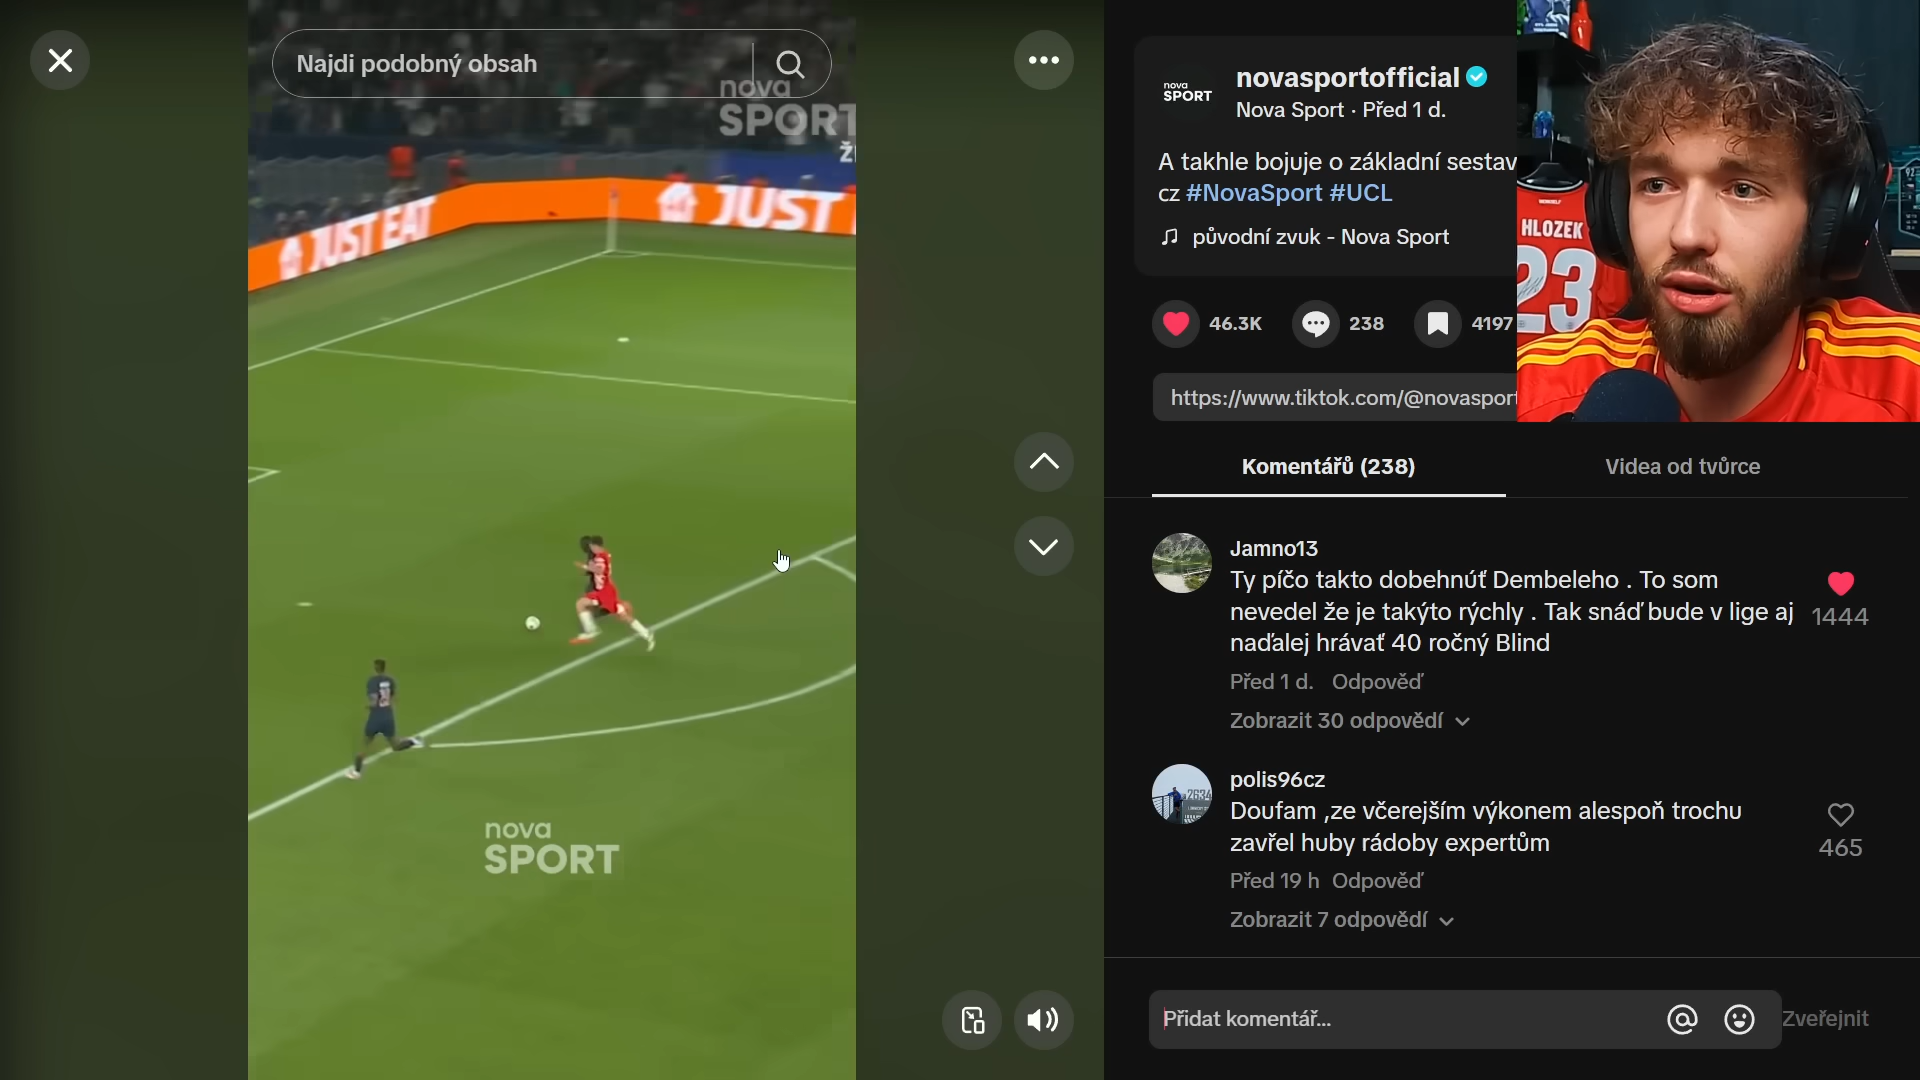 Najdi podobný obsah
nova
SPORT
JUST EAT
JUST
nova
SPORT
nova
SPORT
novasportofficial
Nova Sport · Před 1 d.
A takhle bojuje o základní sestav
cz #NovaSport #UCL
původní zvuk - Nova Sport
46.3K
238
4197
https://www.tiktok.com/@novasport
HLOZEK
23
Komentářů (238)
Videa od tvůrce
Jamno13
Ty píčo takto dobehnúť Dembeleho . To som
nevedel že je takýto rýchly . Tak snáď bude v lige aj
naďalej hrávať 40 ročný Blind
1444
Před 1 d. Odpověď
Zobrazit 30 odpovědí
polis96cz
Doufam ,ze včerejším výkonem alespoň trochu
zavřel huby rádoby expertům
465
Před 19 h Odpověď
Zobrazit 7 odpovědí
Přidat komentář...
Zveřejnit